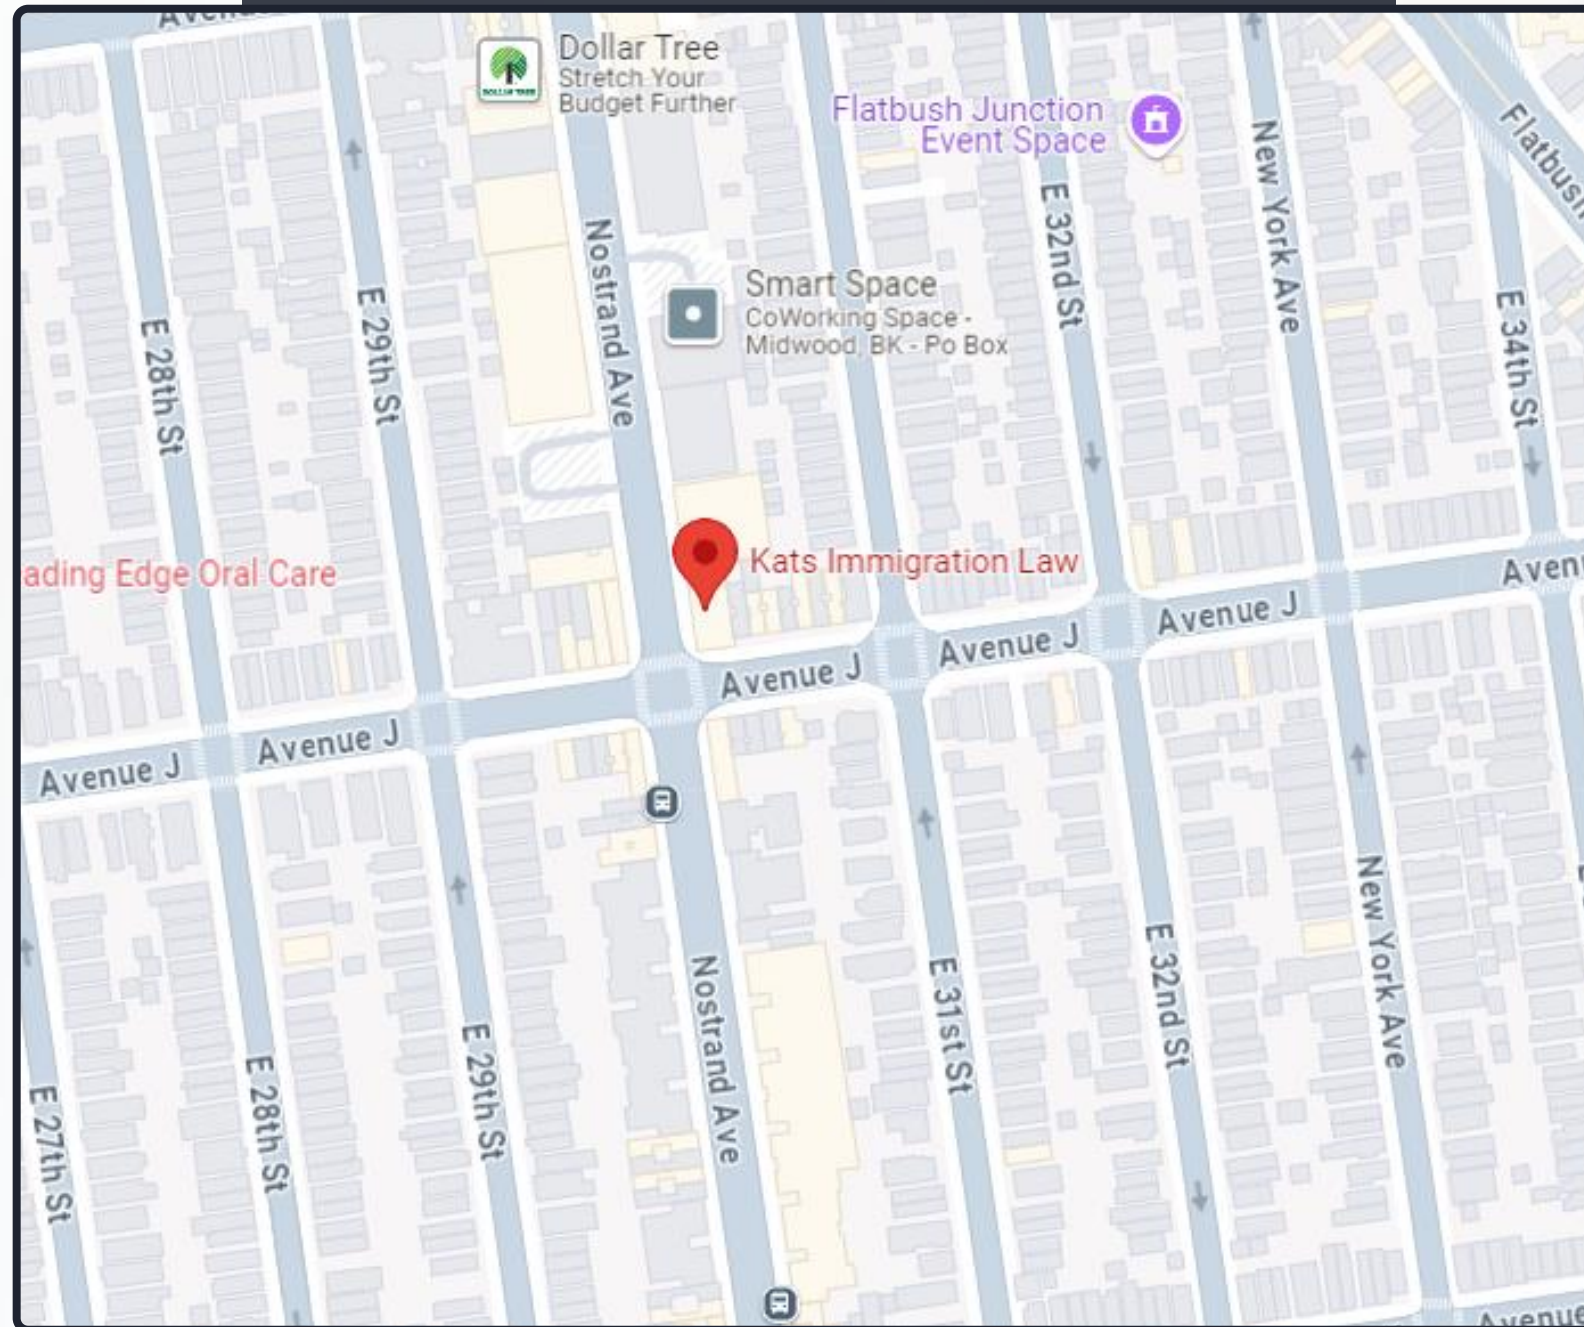 Dollar Tree
Stretch Your
Budget Further
Flatbush Junction
Event Space
Flatbush
New York Ave
E 32nd St
Nostrand Ave
Smart Space
CoWorking Space -
Midwood, BK - Po Box
E 28th St
E 29th St
E 34th St
ading Edge Oral Care
Kats Immigration Law
Avenue J
Avenue J
Avenue J
Avenue J
Avenue J
Nostrand Ave
E 31st St
E 32nd St
New York Ave
E 27th St
E 28th St
E 29th St
Avenue